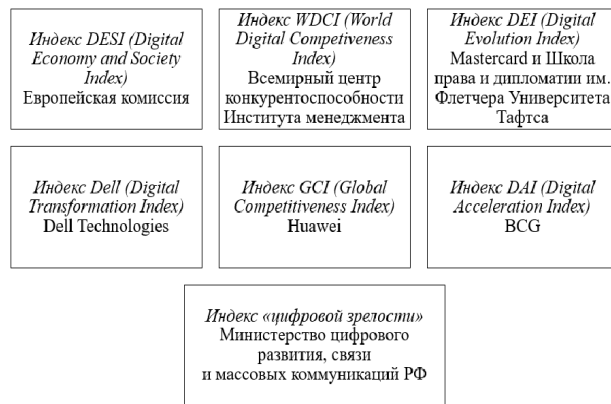 Индекс DESI (Digital
Economy and Society
Index)
Европейская комиссия
Индекс WDCI (World
Digital Competiveness
Index)
Всемирный центр
конкурентоспособности
Института менеджмента
Индекс DEI (Digital
Evolution Index)
Mastercard и Школа
права и дипломатии им.
Флетчера Университета
Тафтса
Индекс Dell (Digital
Transformation Index)
Dell Technologies
Индекс GCI (Global
Competitiveness Index)
Huawei
Индекс DAI (Digital
Acceleration Index)
BCG
Индекс «цифровой зрелости»
Министерство цифрового
развития, связи
и массовых коммуникаций РФ